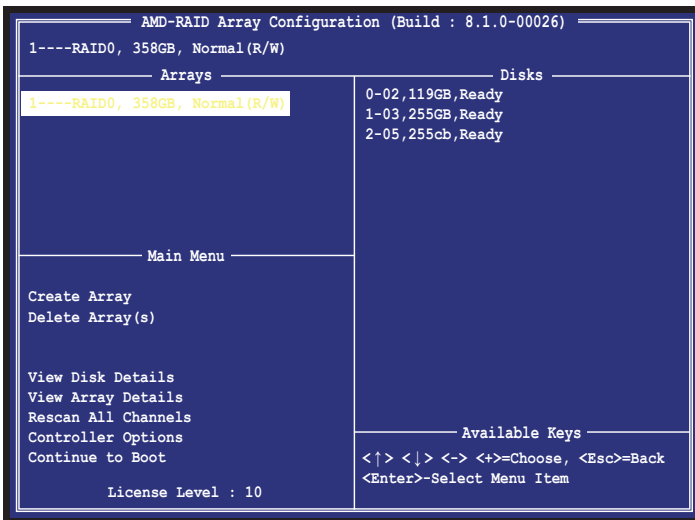 AMD-RAID Array Configuration (Build : 8.1.0-00026)
1----RAID0, 358GB, Normal(R/W)
Arrays
1----RAID0, 358GB, Normal(R/W)
Disks
0-02,119GB,Ready
1-03,255GB,Ready
2-05,255cb,Ready
Main Menu
Create Array
Delete Array(s)
View Disk Details
View Array Details
Rescan All Channels
Controller Options
Continue to Boot
License Level : 10
Available Keys
<↑> <↓> <-> <+>=Choose, <Esc>=Back
<Enter>-Select Menu Item